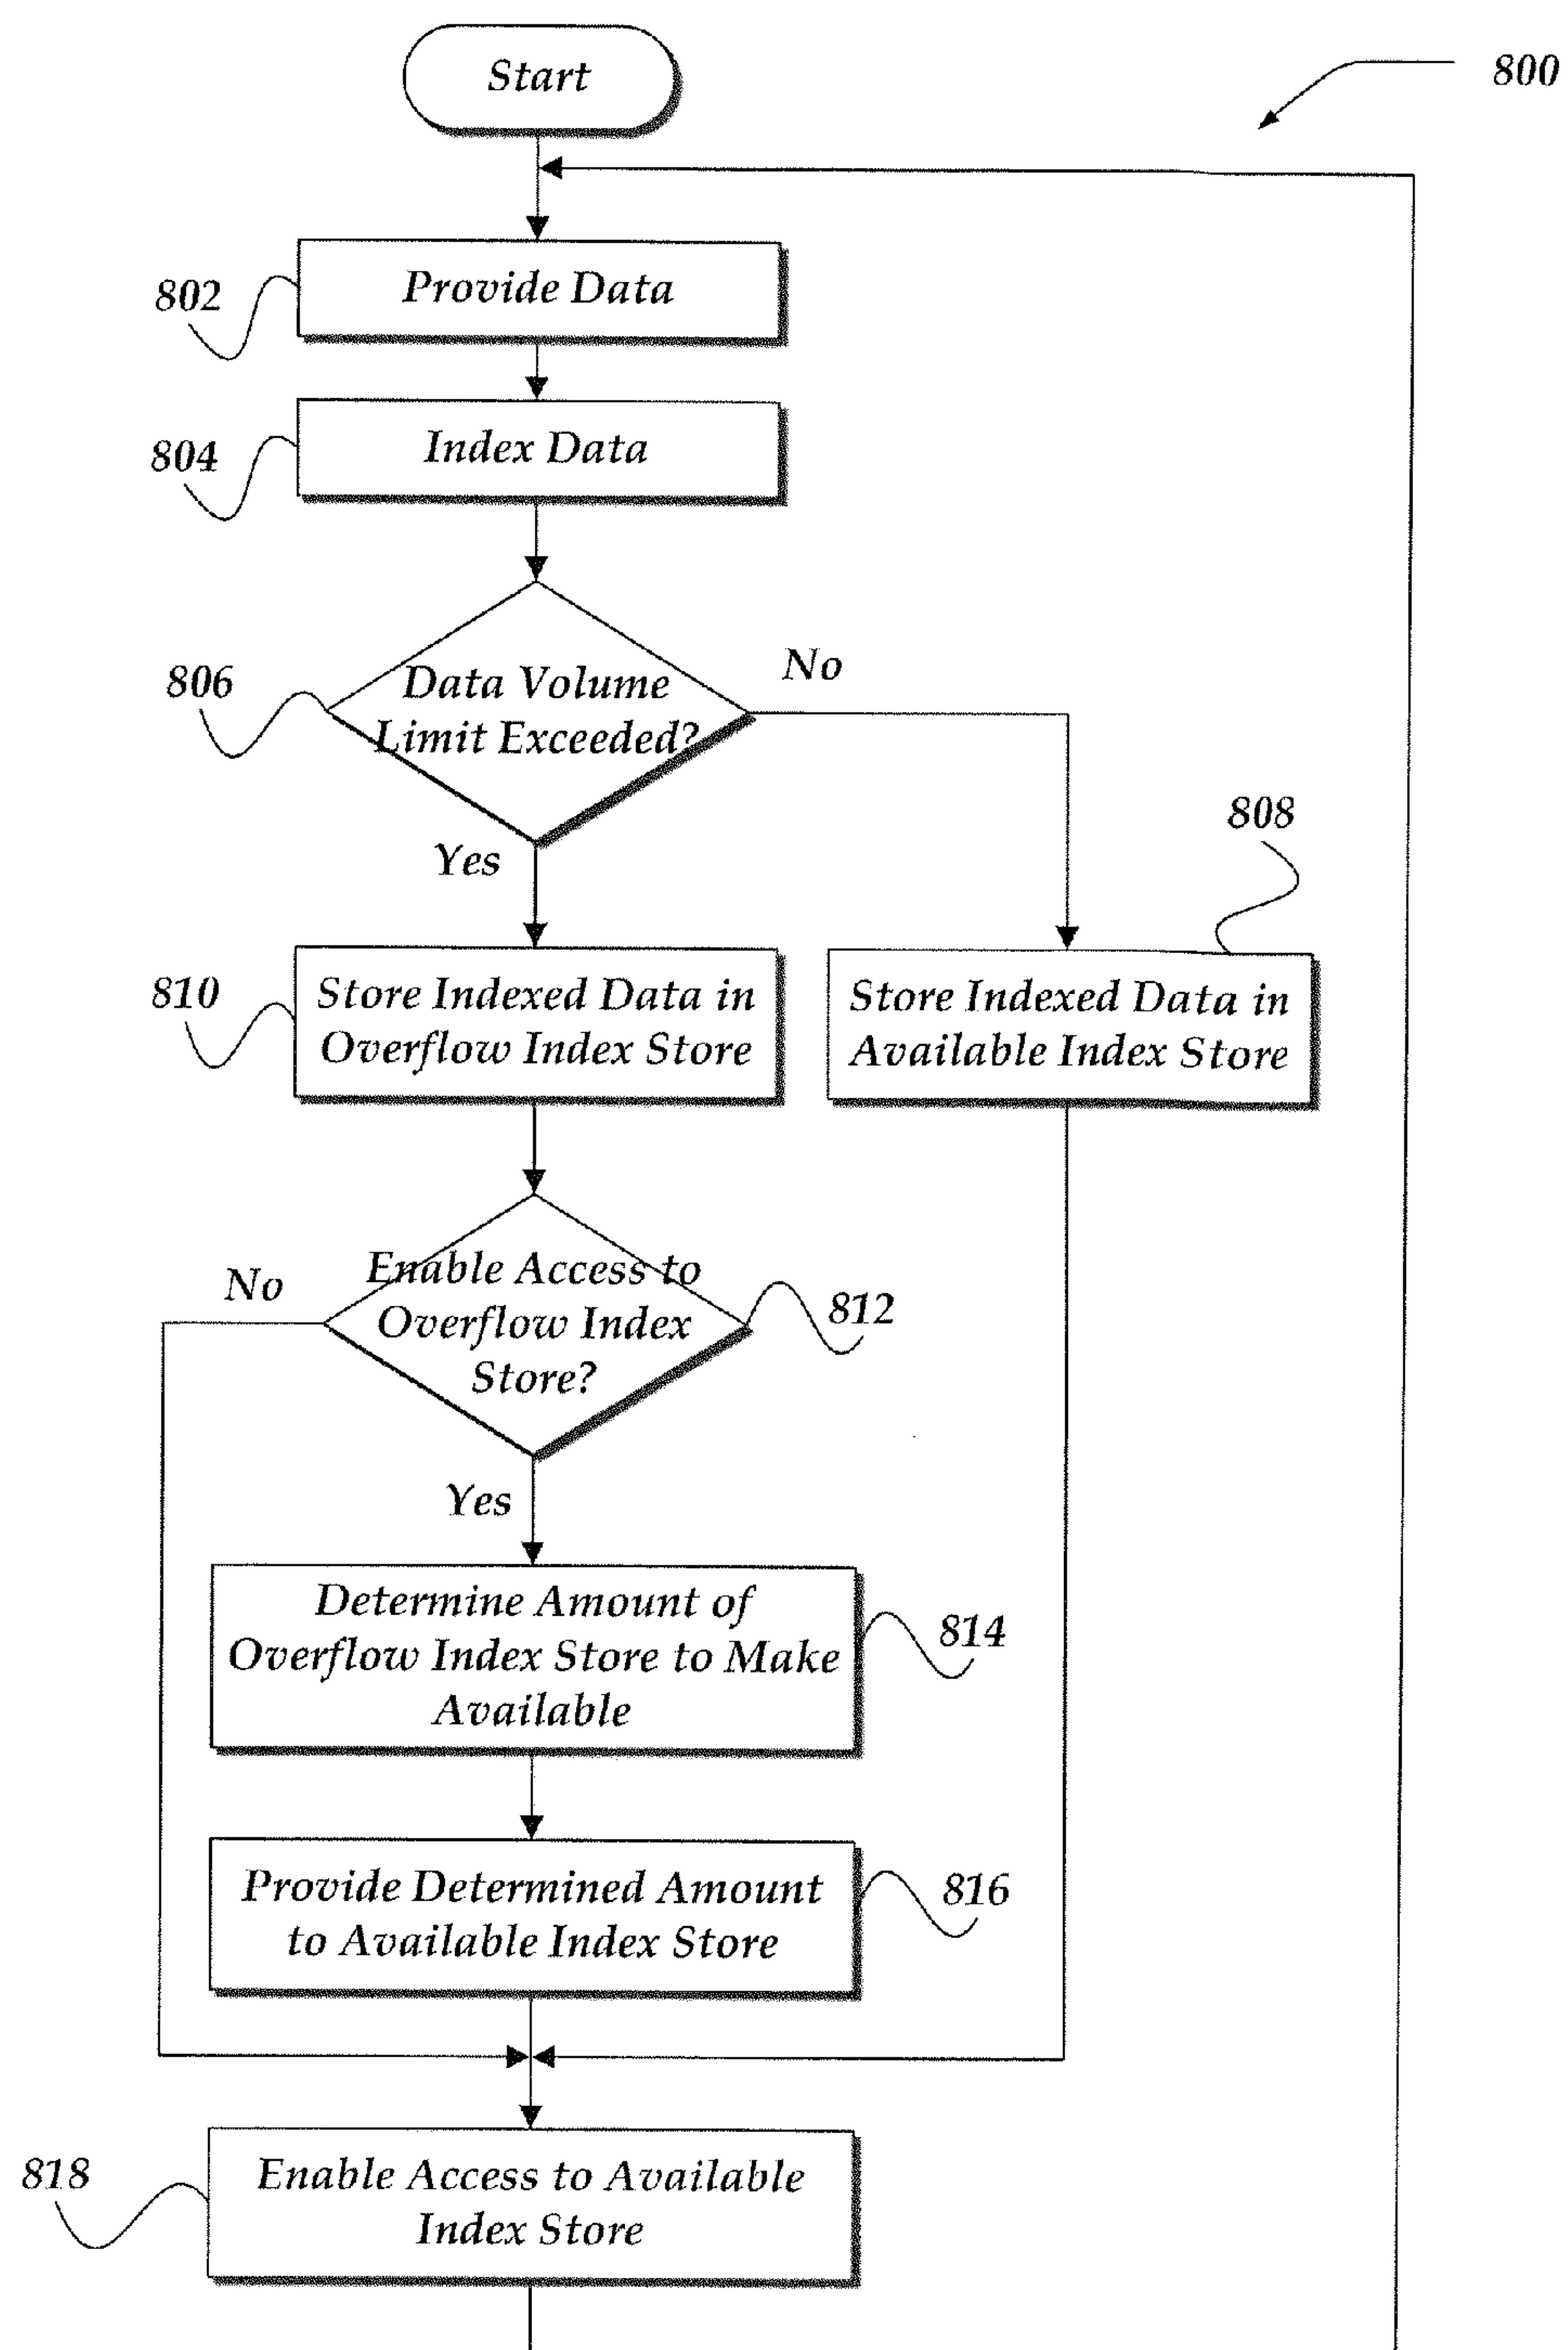 Start
800
802
Provide Data
804
Index Data
806
Data Volume
Limit Exceeded?
No
Yes
808
810
Store Indexed Data in
Overflow Index Store
Store Indexed Data in
Available Index Store
No
Enable Access to
Overflow Index
Store?
812
Yes
Determine Amount of
Overflow Index Store to Make
Available
814
Provide Determined Amount
to Available Index Store
816
818
Enable Access to Available
Index Store